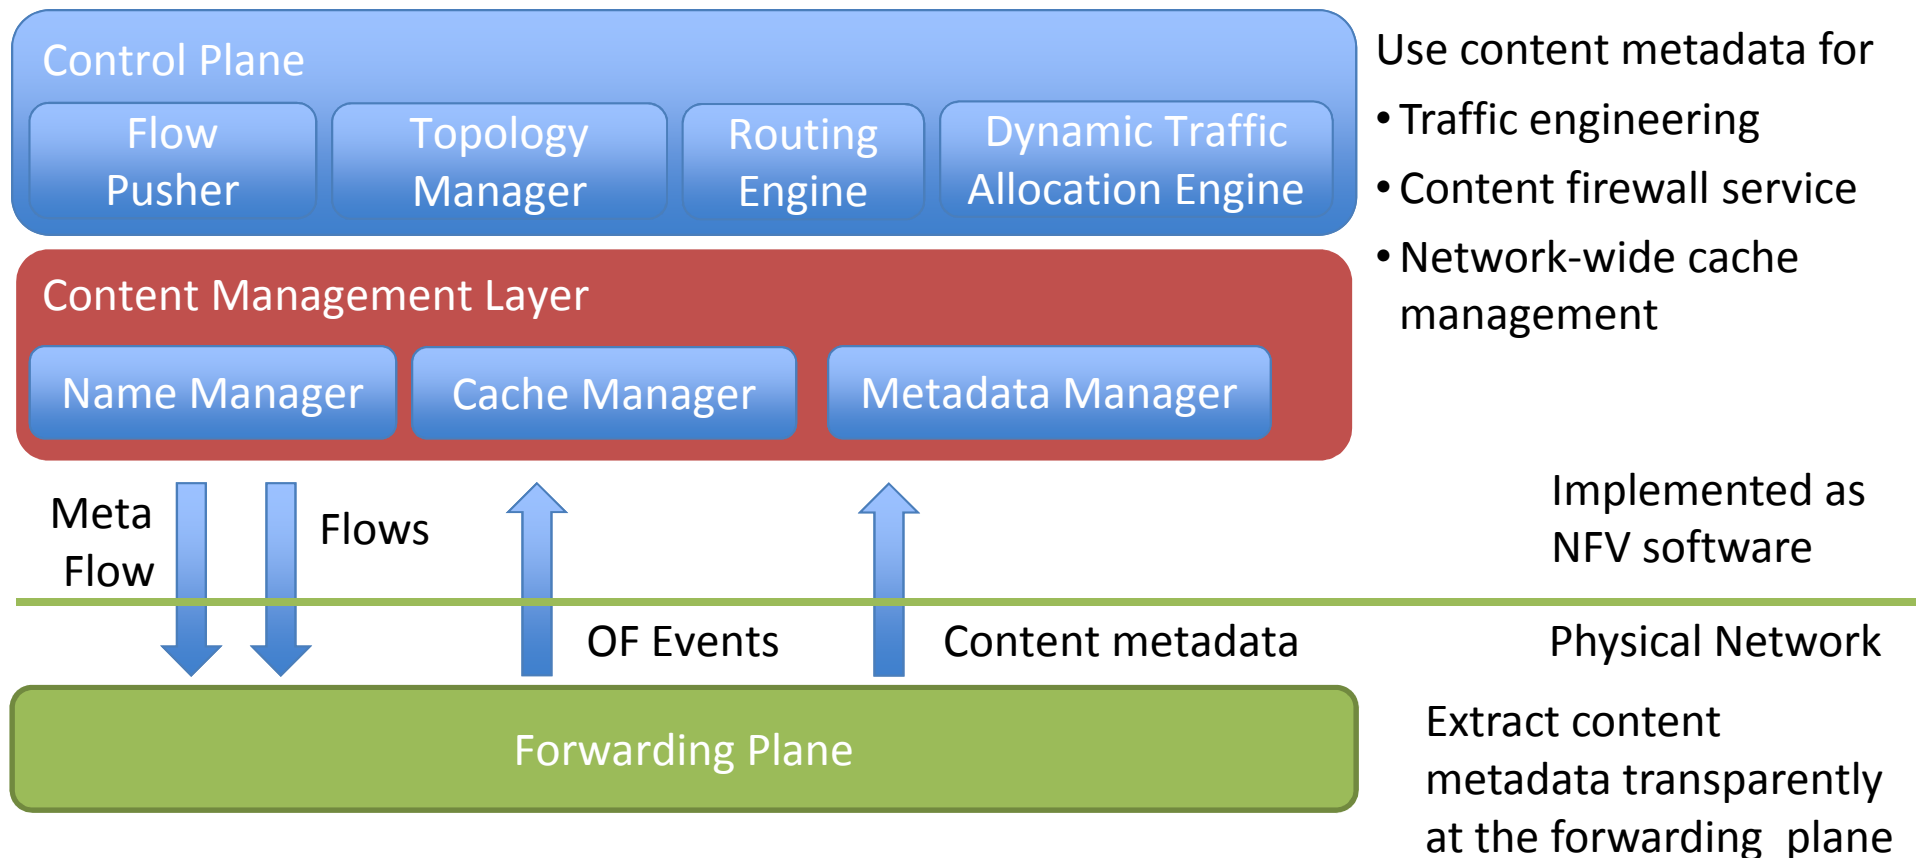 Control Plane
Flow
Pusher
Topology
Manager
Routing
Engine
Dynamic Traffic
Allocation Engine
Use content metadata for
• Traffic engineering
• Content firewall service
• Network-wide cache
management
Content Management Layer
Name Manager
Cache Manager
Metadata Manager
Meta
Flow
Flows
Implemented as
NFV software
OF Events
Content metadata
Physical Network
Forwarding Plane
Extract content
metadata transparently
at the forwarding plane